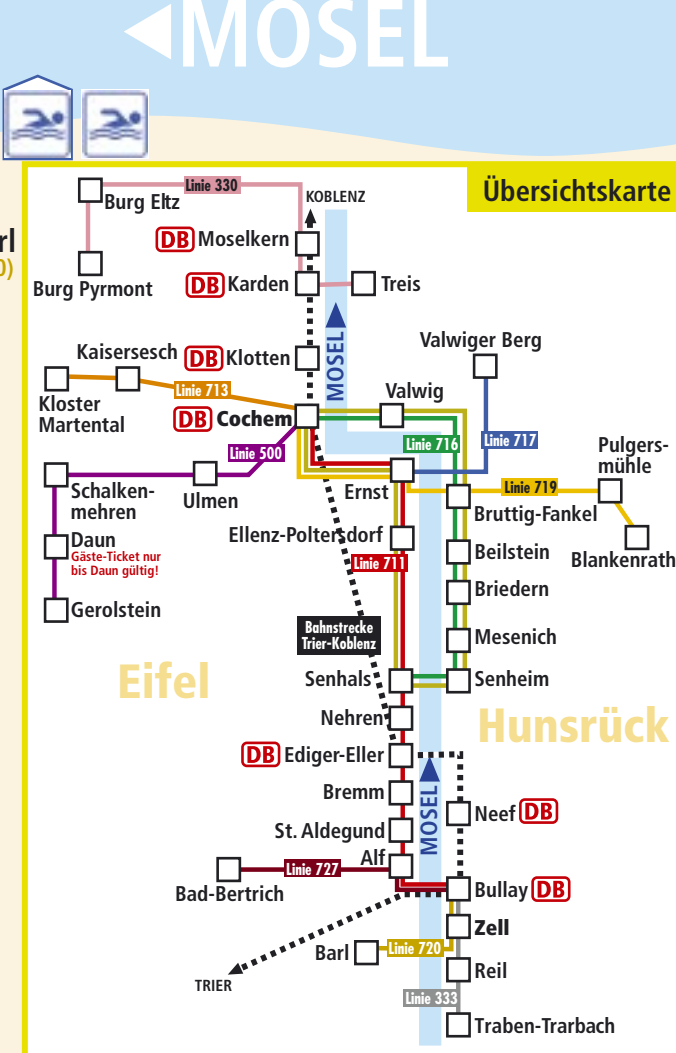 MOSEL
rl
0)
Übersichtskarte
Linie 330
KOBLENZ
Burg Eltz
DB Moselkern
Burg Pyrmont
DB Karden
Treis
MOSEL
Kaisersesch
DB Klotten
Valwiger Berg
Linie 713
Valwig
Kloster
Martental
DB Cochem
Linie 500
Linie 716
Linie 717
Pulgers-
mühle
Schalken-
mehren
Ulmen
Ernst
Linie 719
Bruttig-Fankel
Ellenz-Poltersdorf
Daun
Gäste-Ticket nur
bis Daun gültig!
Linie 711
Beilstein
Blankenrath
Briedern
Gerolstein
Bahnstrecke
Trier-Koblenz
Mesenich
Eifel
Senhals
Senheim
Nehren
Hunsrück
DB Ediger-Eller
MOSEL
Bremm
Neef DB
St. Aldegund
Alf
Linie 727
Bad-Bertrich
Bullay DB
Zell
Barl
Linie 720
TRIER
Reil
Linie 333
Traben-Trarbach